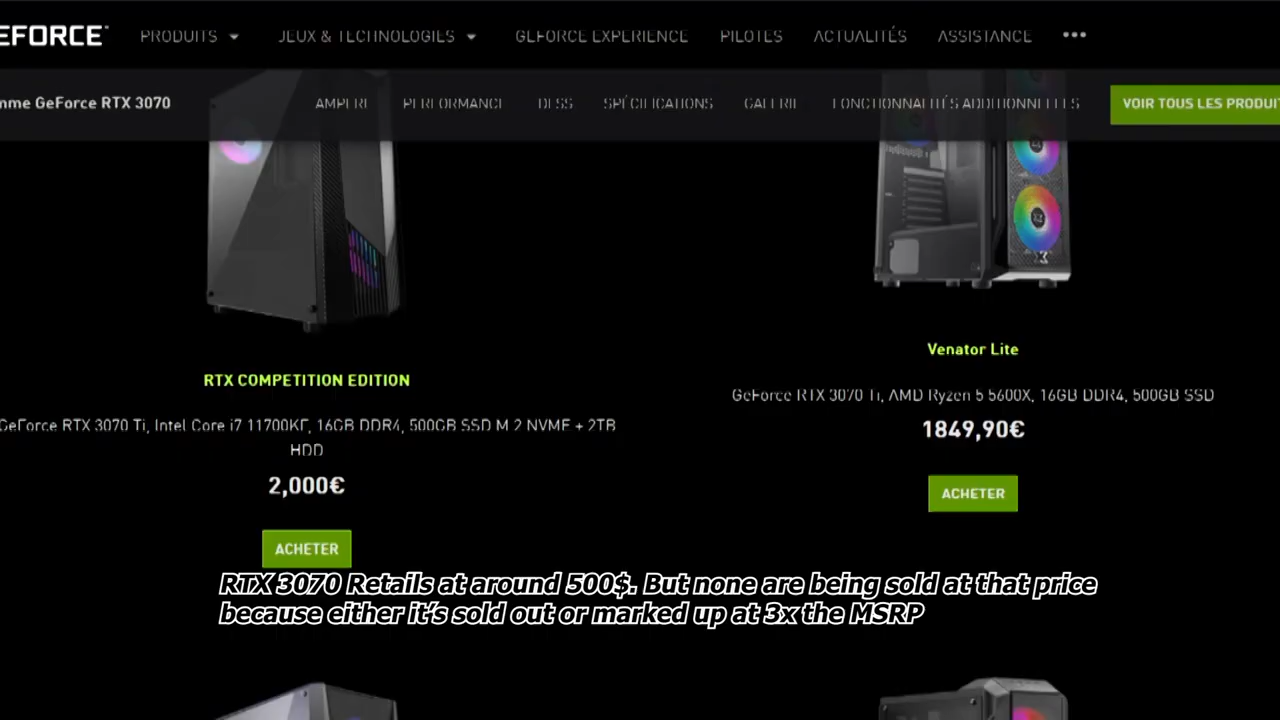 EFORCE PRODUITS JEUX & TECHNOLOGIES GEFORCE EXPERIENCE PILOTES ACTUALITÉS ASSISTANCE •••
mme GeForce RTX 3070 AMPERE PERFORMANCE DESS SPÉCIFICATIONS GALERIE FONCTIONNALITÉS ADDITIONNELLES VOIR TOUS LES PRODUI
Venator Lite
RTX COMPETITION EDITION
GeForce RTX 3070 Ti, AMD Ryzen 5 5600X, 16GB DDR4, 500GB SSD
GeForce RTX 3070 Ti, Intel Core i7 11700KF, 16GB DDR4, 500GB SSD M 2 NVME + 2TB
HDD
1849,90€
2,000€
ACHETER
ACHETER
RTX 3070 Retails at around 500$. But none are being sold at that price
because either it's sold out or marked up at 3x the MSRP